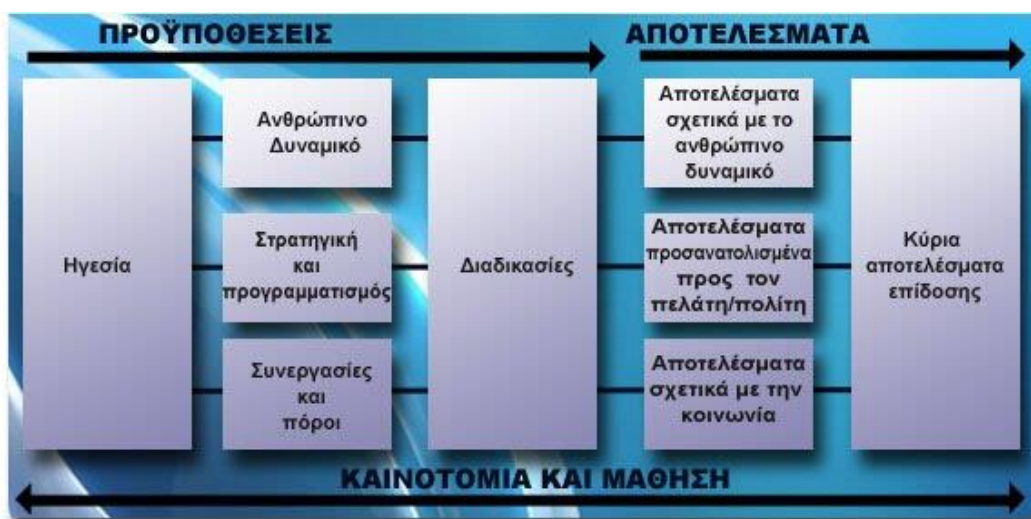 ΠΡΟΫΠΟΘΕΣΕΙΣ
ΑΠΟΤΕΛΕΣΜΑΤΑ
Ηγεσία
Ανθρώπινο
Δυναμικό
Στρατηγική
και
προγραμματισμός
Συνεργασίες
και
πόροι
Διαδικασίες
Αποτελέσματα
σχετικά με το
ανθρώπινο
δυναμικό
Αποτελέσματα
προσανατολισμένα
προς τον
πελάτη/πολίτη
Αποτελέσματα
σχετικά με την
κοινωνία
Κύρια
αποτελέσματα
επίδοσης
ΚΑΙΝΟΤΟΜΙΑ ΚΑΙ ΜΑΘΗΣΗ